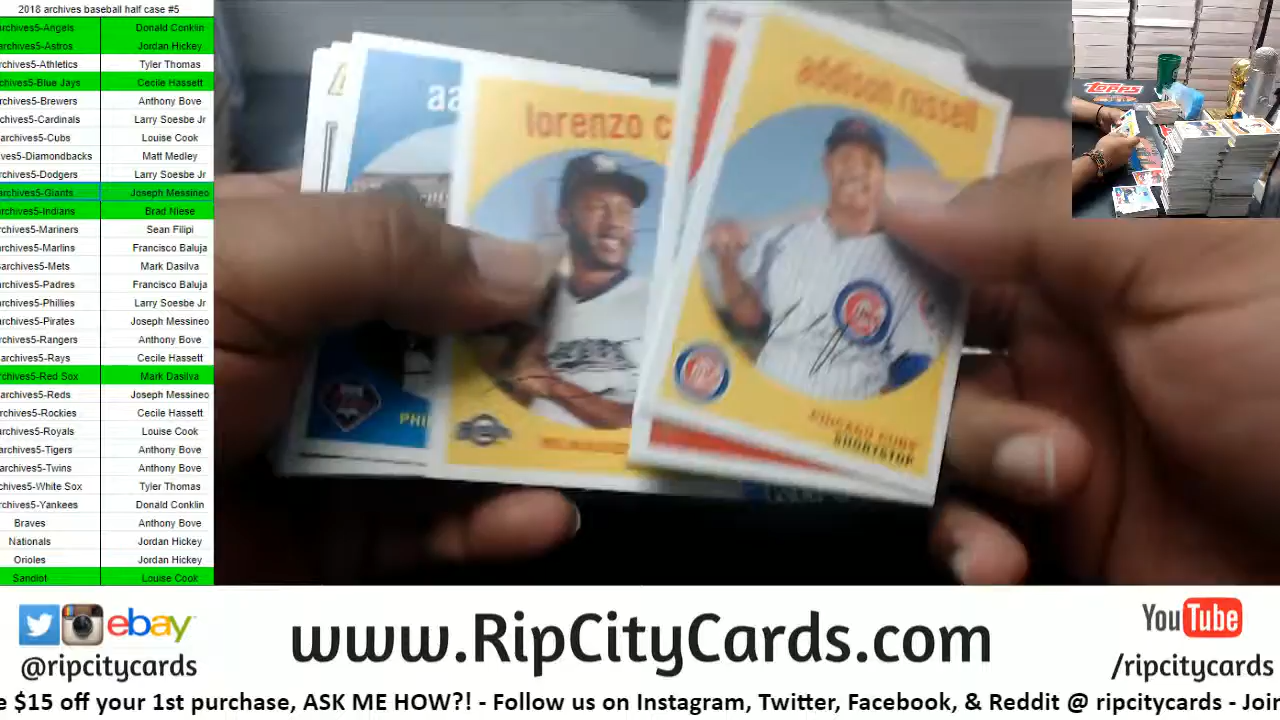 2018 archives baseball half case #5
archives5-Angels Donald Conklin
archives5-Astros Jordan Hickey
archives5-Athletics Tyler Thomas
archives5-Blue Jays Cecile Hassett
archives5-Brewers Anthony Bove
archives5-Cardinals Larry Soesbe Jr
archives5-Cubs Louise Cook
ves5-Diamondbacks Matt Medley
archives5-Dodgers Larry Soesbe Jr
archives5-Giants Joseph Messineo
archives5-Indians Brad Niese
archives5-Mariners Sean Filipi
archives5-Marlins Francisco Baluja
archives5-Mets Mark Dasilva
archives5-Padres Francisco Baluja
archives5-Phillies Larry Soesbe Jr
archives5-Pirates Joseph Messineo
archives5-Rangers Anthony Bove
archives5-Rays Cecile Hassett
rchives5-Red Sox Mark Dasilva
archives5-Reds Joseph Messineo
archives5-Rockies Cecile Hassett
archives5-Royals Louise Cook
archives5-Tigers Anthony Bove
archives5-Twins Anthony Bove
rchives5-White Sox Tyler Thomas
rchives5-Yankees Donald Conklin
Braves Anthony Bove
Nationals Jordan Hickey
Orioles Jordan Hickey
Sandlot Louise Cook
aa
PHI
lorenzo c
addison russell
CHICAGO CUBS
SHORTSTOP
TOPPS
ebay
@ripcitycards
www.RipCityCards.com
YouTube
/ripcitycards
e $15 off your 1st purchase, ASK ME HOW?! - Follow us on Instagram, Twitter, Facebook, & Reddit @ ripcitycards - Join